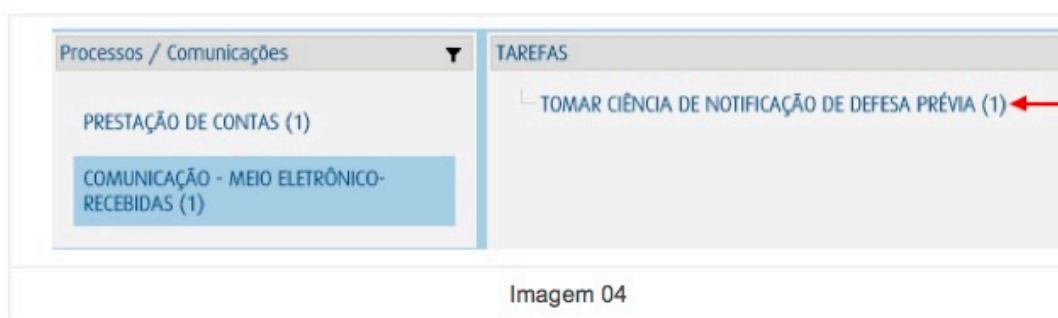 Processos / Comunicações
TAREFAS
TOMAR CIÊNCIA DE NOTIFICAÇÃO DE DEFESA PRÉVIA (1)
PRESTAÇÃO DE CONTAS (1)
COMUNICAÇÃO - MEIO ELETRÔNICO-
RECEBIDAS (1)
Imagem 04